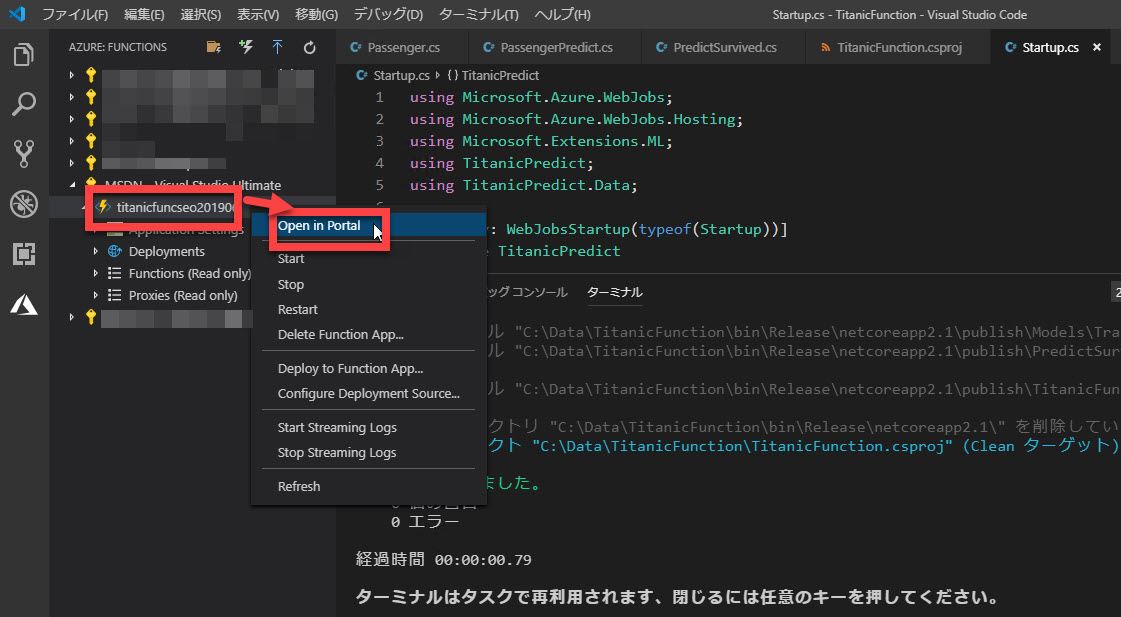 ファイル(F) 編集(E) 選択(S) 表示(V) 移動(G) デバッグ(D) ターミナル(T) ヘルプ(H) Startup.cs - TitanicFunction - Visual Studio Code
AZURE: FUNCTIONS
MSDN - Visual Studio Ultimate
titanicfuncseo20190
Application Settings
Deployments
Functions (Read only)
Proxies (Read only)
Open in Portal
Start
Stop
Restart
Delete Function App...
Deploy to Function App...
Configure Deployment Source...
Start Streaming Logs
Stop Streaming Logs
Refresh
Passenger.cs PassengerPredict.cs PredictSurvived.cs TitanicFunction.csproj Startup.cs
Startup.cs {} TitanicPredict
1 using Microsoft.Azure.WebJobs;
2 using Microsoft.Azure.WebJobs.Hosting;
3 using Microsoft.Extensions.ML;
4 using TitanicPredict;
5 using TitanicPredict.Data;
6
: WebJobsStartup(typeof(Startup))]
TitanicPredict
ッグ コンソール ターミナル 2
ル "C:\Data\TitanicFunction\bin\Release\netcoreapp2.1\publish\Models\Tra
ル "C:\Data\TitanicFunction\bin\Release\netcoreapp2.1\publish\PredictSur
ル "C:\Data\TitanicFunction\bin\Release\netcoreapp2.1\publish\TitanicFun
クトリ "C:\Data\TitanicFunction\bin\Release\netcoreapp2.1\" を削除してい
クト "C:\Data\TitanicFunction\TitanicFunction.csproj" (Clean ターゲット)
ました。
0 エラー
経過時間 00:00:00.79
ターミナルはタスクで再利用されます、閉じるには任意のキーを押してください。